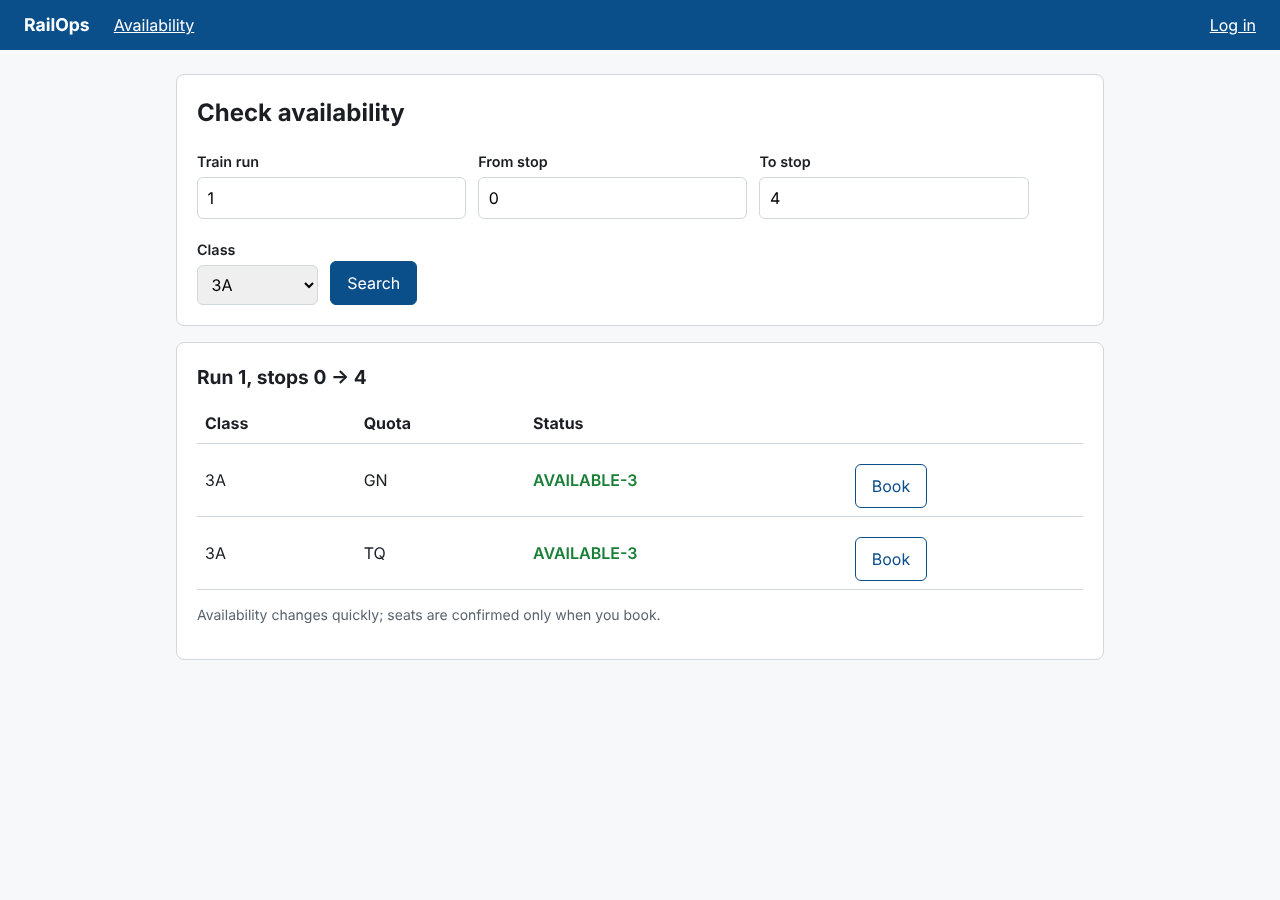 RailOps Availability Log in
Check availability
Train run From stop To stop
1 0 4
Class
3A Search
Run 1, stops 0 → 4
Class Quota Status
3A GN AVAILABLE-3 Book
3A TQ AVAILABLE-3 Book
Availability changes quickly; seats are confirmed only when you book.